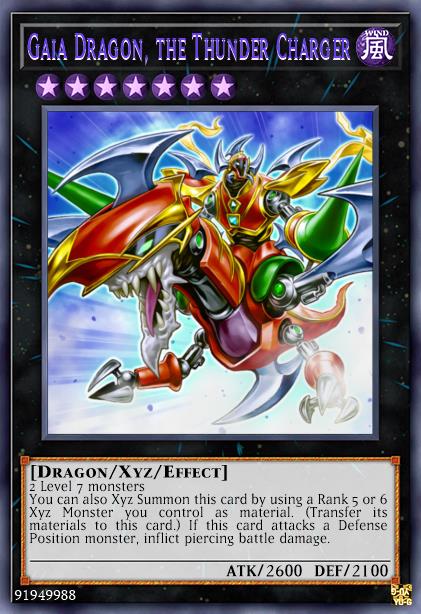 GAIA DRAGON, THE THUNDER CHARGER
WIND
風
[DRAGON/XYZ/EFFECT]
2 Level 7 monsters
You can also Xyz Summon this card by using a Rank 5 or 6
Xyz Monster you control as material. (Transfer its
materials to this card.) If this card attacks a Defense
Position monster, inflict piercing battle damage.
ATK/2600 DEF/2100
91949988